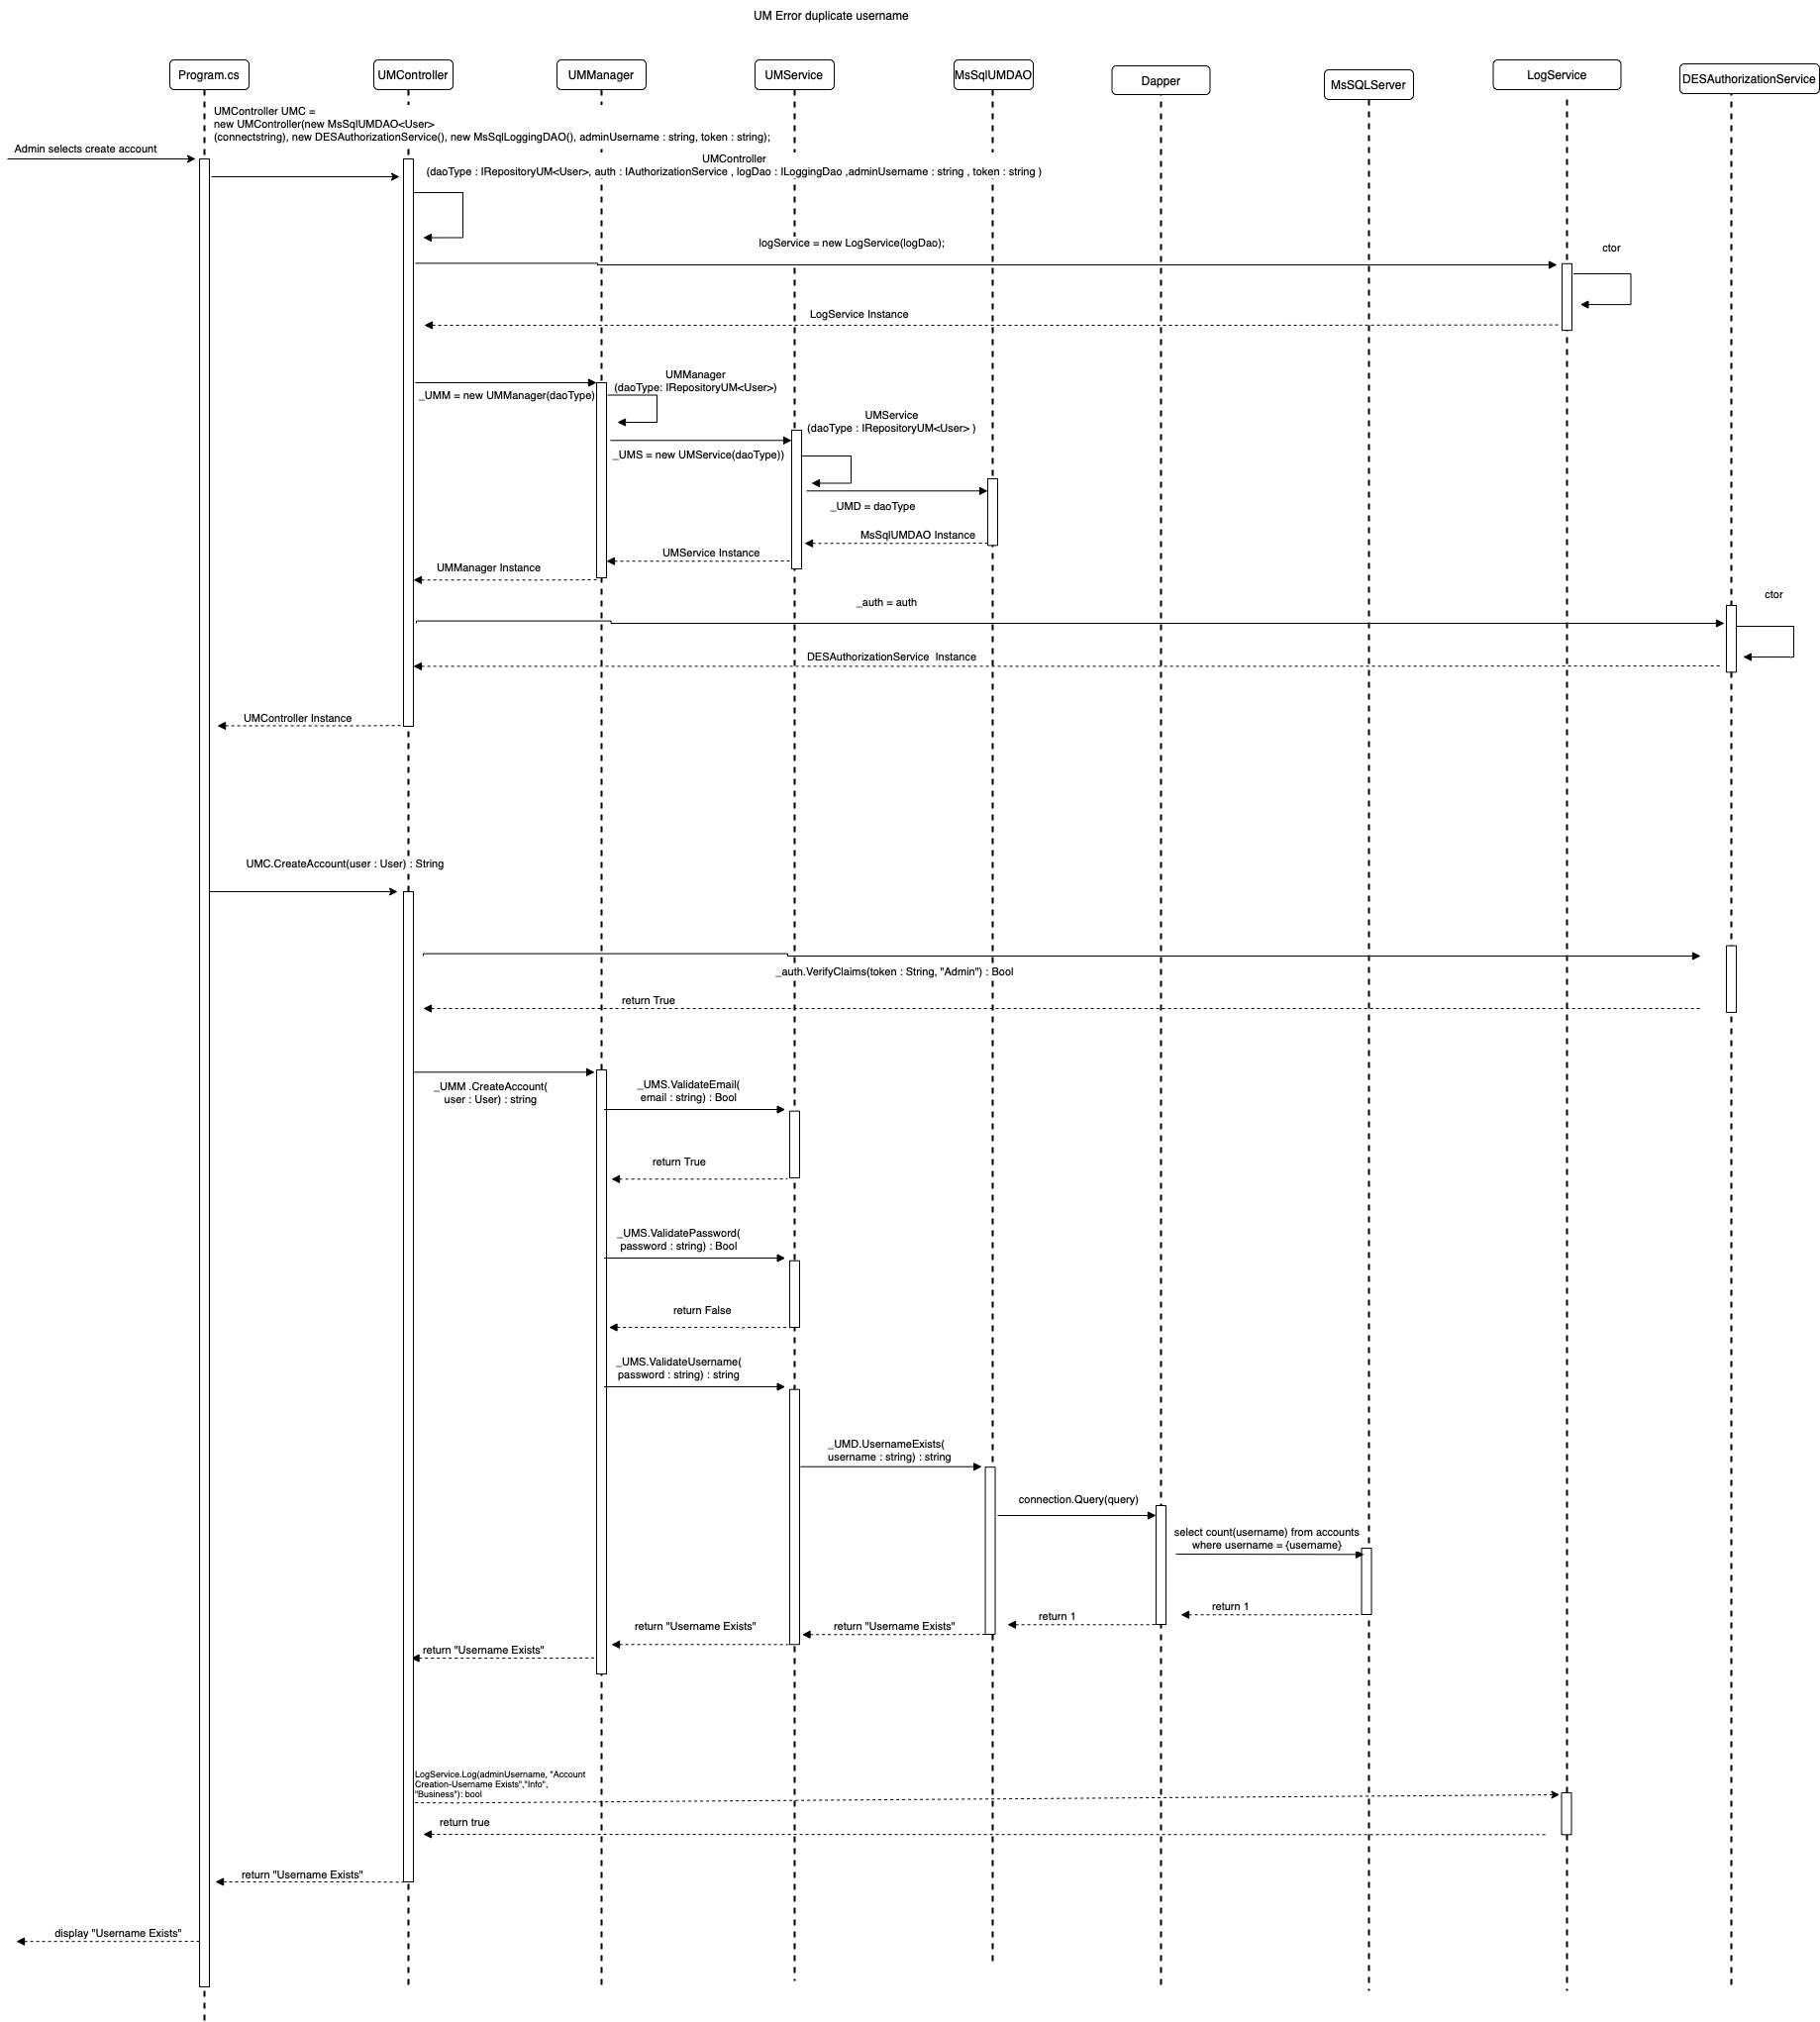 UM Error duplicate username
Program.cs
UMController
UMManager
UMService
MsSqlUMDAO
Dapper
MsSQLServer
LogService
DESAuthorizationService
UMController UMC =
new UMController(new MsSqlUMDAO<User>
(connectstring), new DESAuthorizationService(), new MsSqlLoggingDAO(), adminUsername : string, token : string);
Admin selects create account
UMController
(daoType : IRepositoryUM<User>, auth : IAuthorizationService , logDao : ILoggingDao ,adminUsername : string , token : string )
logService = new LogService(logDao);
ctor
LogService Instance
UMManager
(daoType: IRepositoryUM<User>)
_UMM = new UMManager(daoType)
UMService
(daoType : IRepositoryUM<User> )
_UMS = new UMService(daoType))
_UMD = daoType
MsSqlUMDAO Instance
UMService Instance
UMManager Instance
_auth = auth
ctor
DESAuthorizationService  Instance
UMController Instance
UMC.CreateAccount(user : User) : String
_auth.VerifyClaims(token : String, "Admin") : Bool
return True
_UMM .CreateAccount(
user : User) : string
_UMS.ValidateEmail(
email : string) : Bool
return True
_UMS.ValidatePassword(
password : string) : Bool
return False
_UMS.ValidateUsername(
password : string) : string
_UMD.UsernameExists(
username : string) : string
connection.Query(query)
select count(username) from accounts
where username = {username}
return 1
return 1
return "Username Exists"
return "Username Exists"
return "Username Exists"
LogService.Log(adminUsername, "Account
Creation-Username Exists","Info",
"Business"): bool
return true
return "Username Exists"
display "Username Exists"